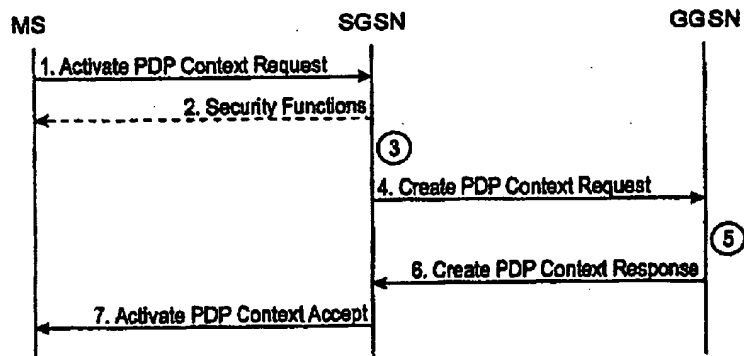 MS SGSN GGSN
1. Activate PDP Context Request
2. Security Functions
3
4. Create PDP Context Request
5
6. Create PDP Context Response
7. Activate PDP Context Accept